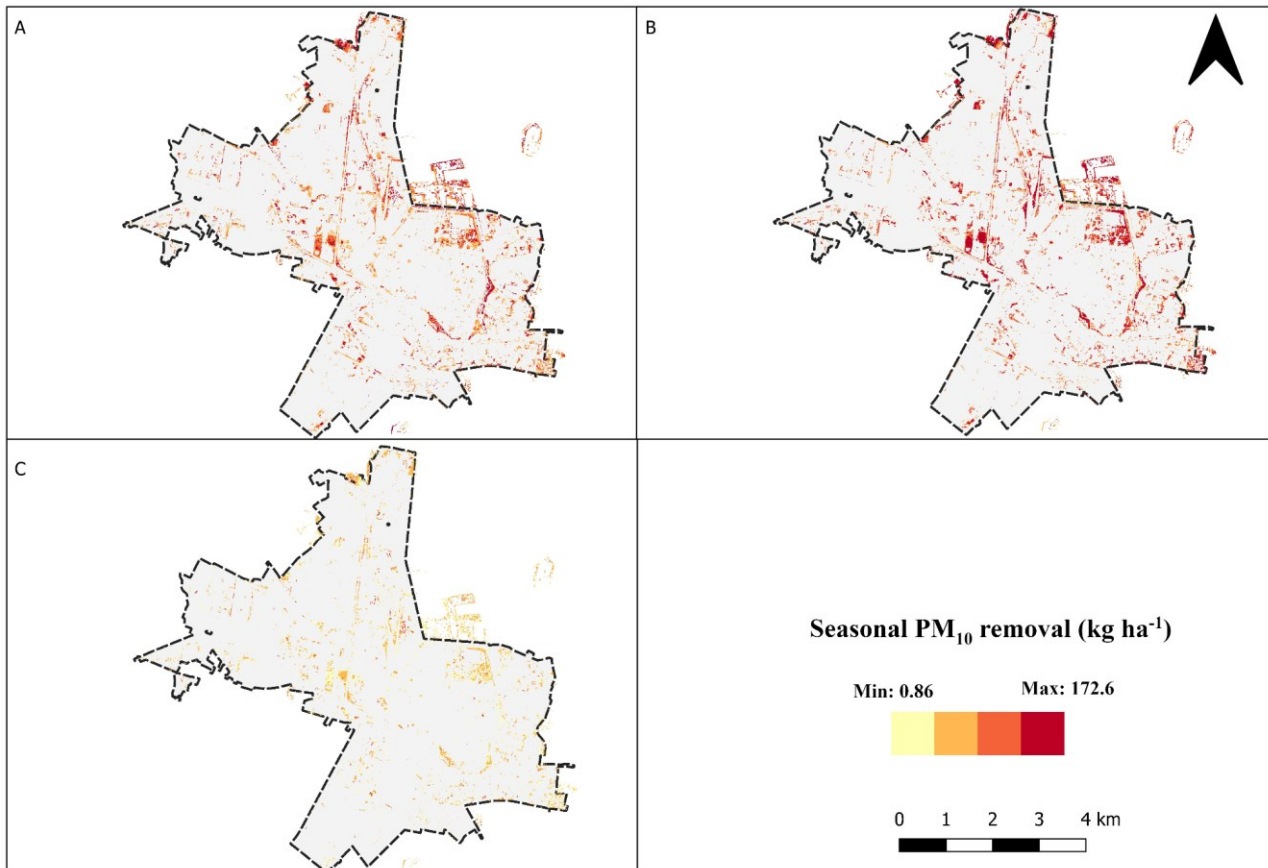 A
B
C
Seasonal PM₁₀ removal (kg ha⁻¹)
Min: 0.86 Max: 172.6
0 1 2 3 4 km